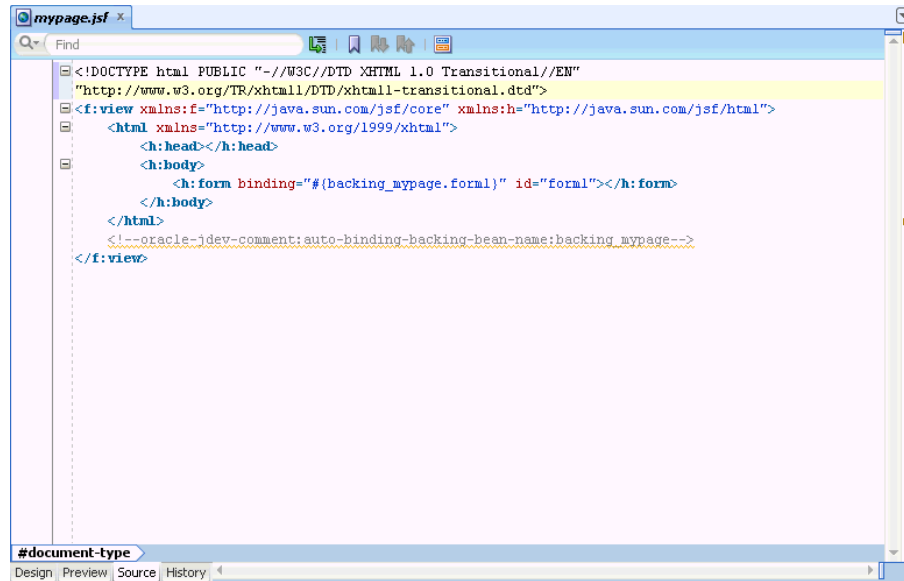 mypage.jsf
Find
<!DOCTYPE html PUBLIC "-//W3C//DTD XHTML 1.0 Transitional//EN"
"http://www.w3.org/TR/xhtml1/DTD/xhtml1-transitional.dtd">
<f:view xmlns:f="http://java.sun.com/jsf/core" xmlns:h="http://java.sun.com/jsf/html">
<html xmlns="http://www.w3.org/1999/xhtml">
<h:head></h:head>
<h:body>
<h:form binding="#{backing_mypage.form1}" id="form1"></h:form>
</h:body>
</html>
<!--oracle-jdev-comment:auto-binding-backing-bean-name:backing_mypage-->
</f:view>
#document-type
Design Preview Source History